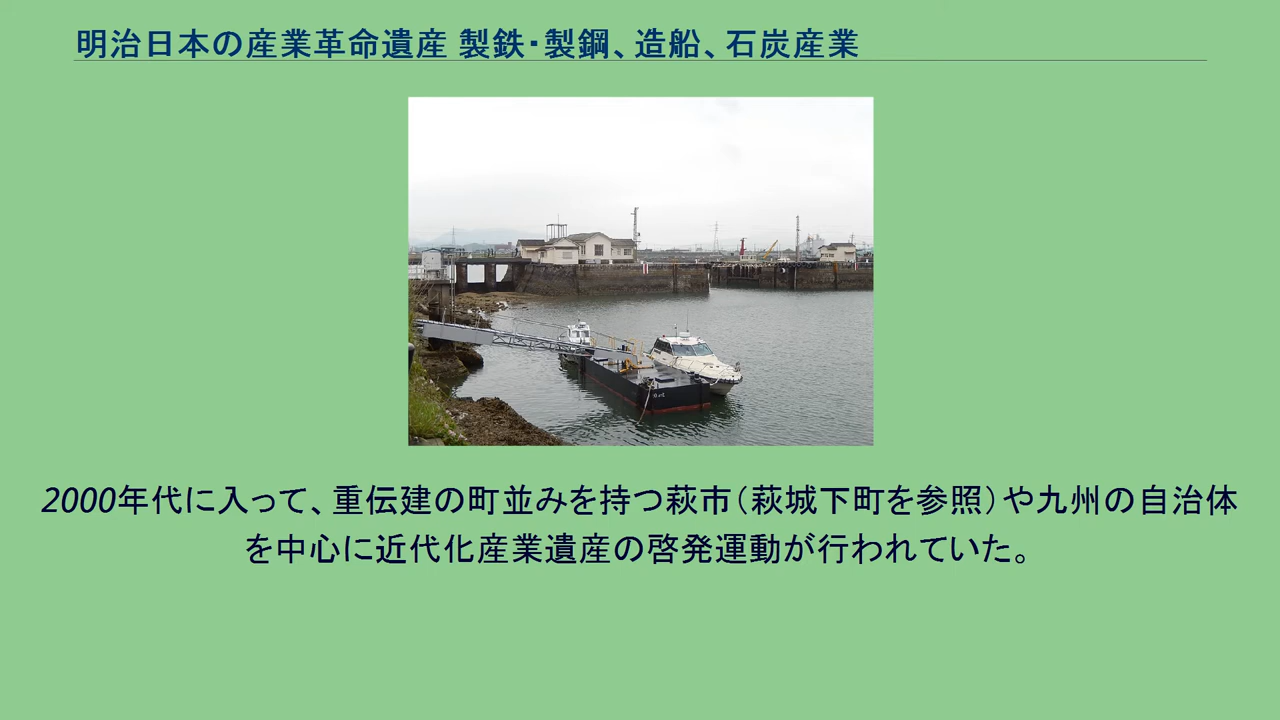 明治日本の産業革命遺産 製鉄・製鋼、造船、石炭産業
2000年代に入って、重伝建の町並みを持つ萩市（萩城下町を参照）や九州の自治体
を中心に近代化産業遺産の啓発運動が行われていた。